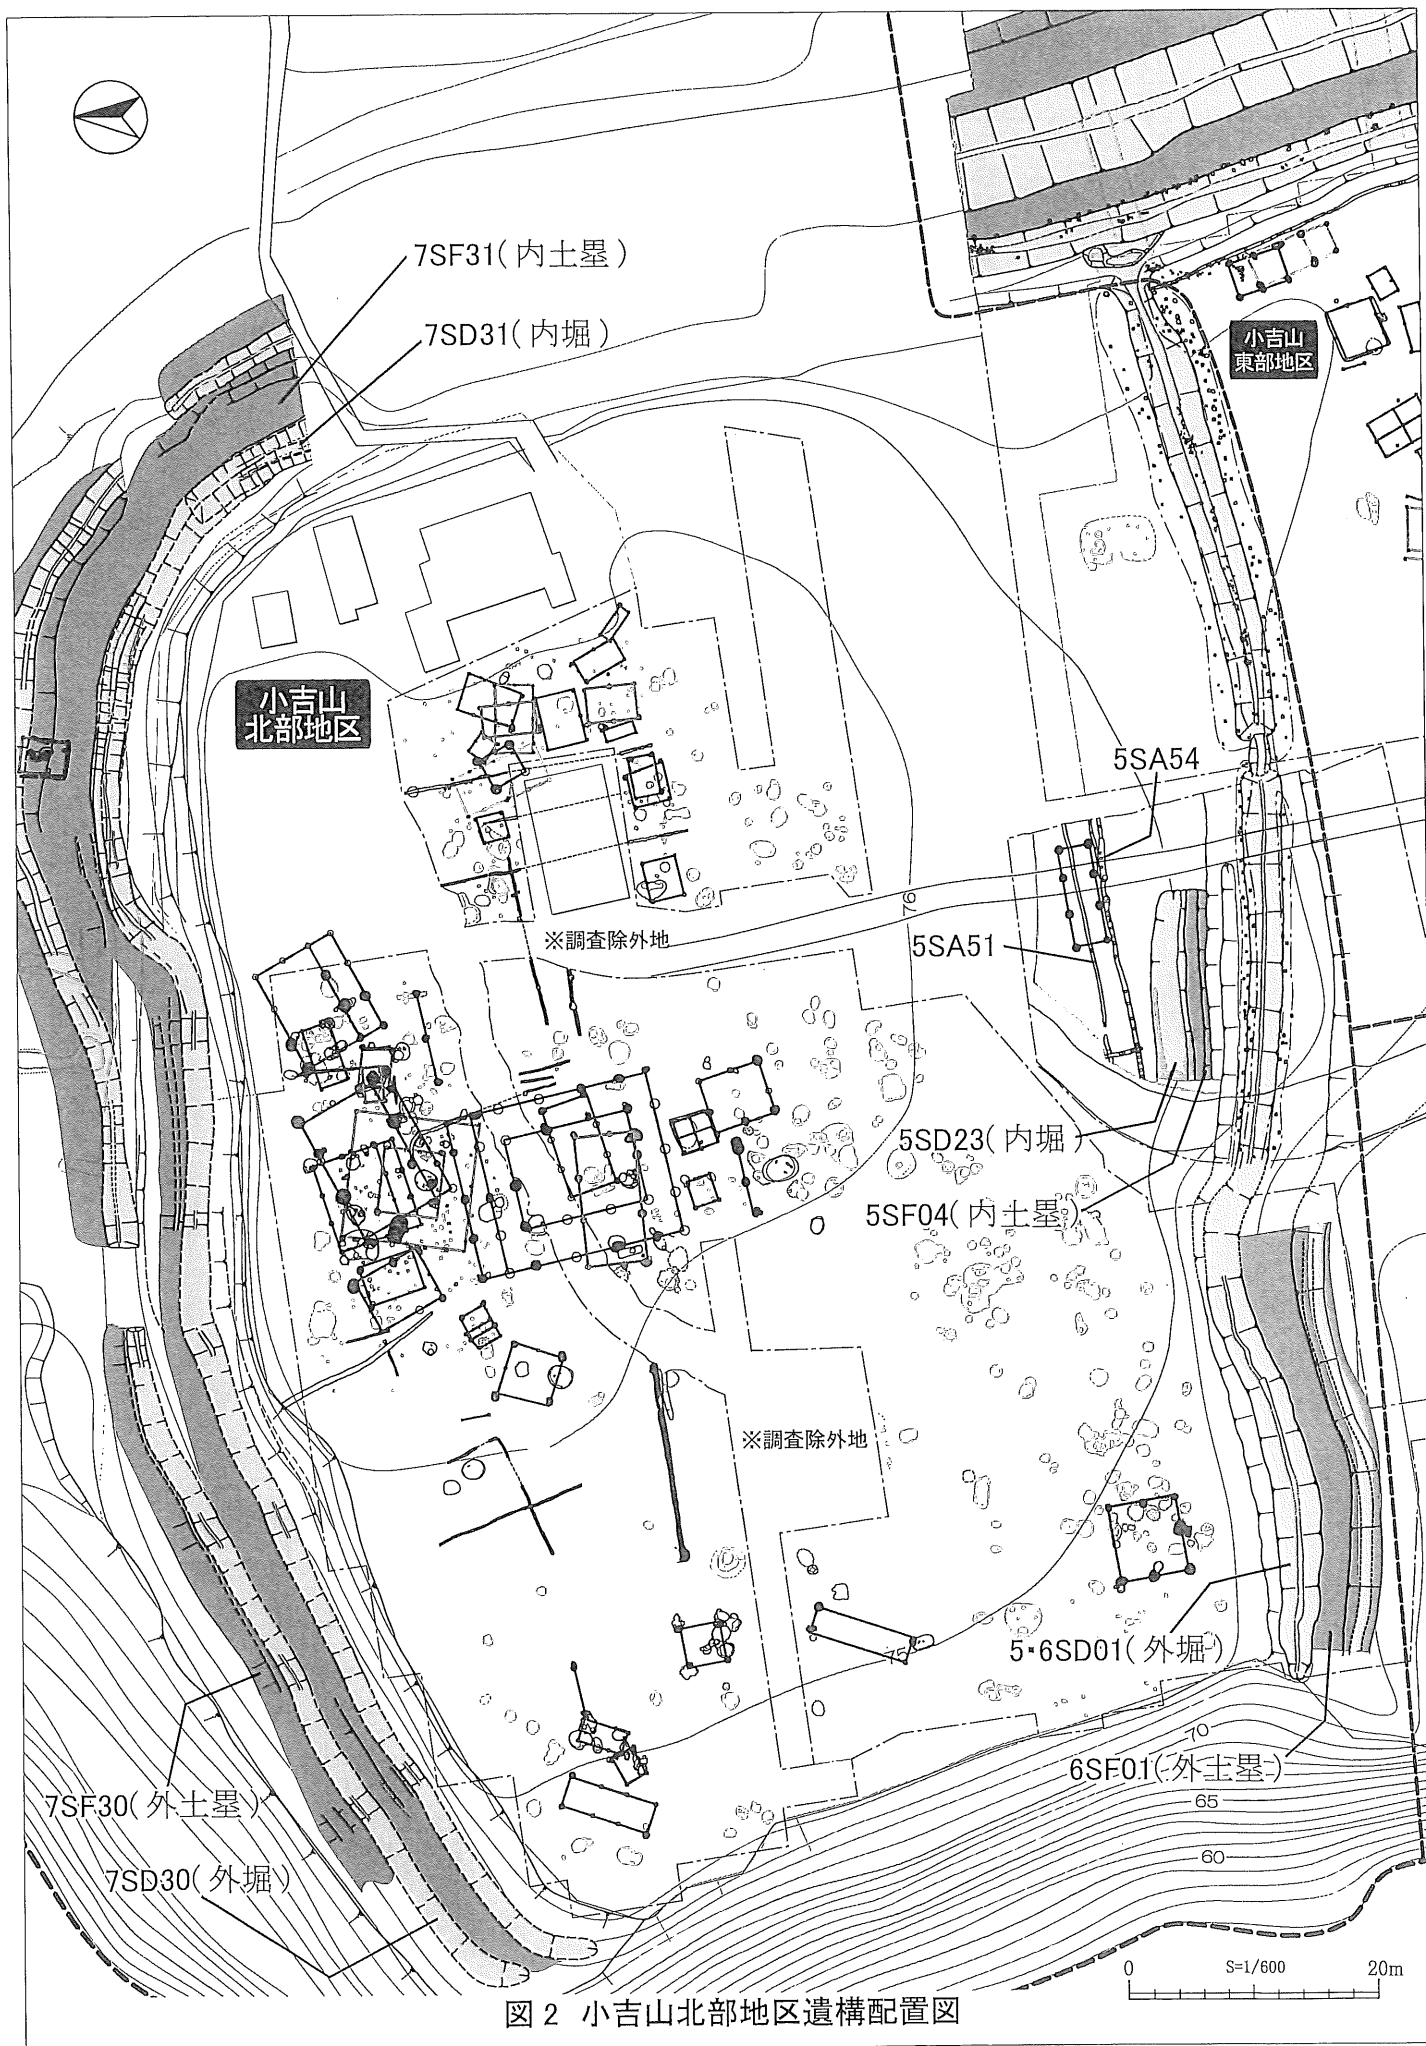 7SF31(内土塁)
7SD31(内堀)
小吉山
東部地区
小吉山
北部地区
5SA54
76
※調査除外地
5SA51
5SD23(内堀)
5SF04(内土塁)
※調査除外地
75
5・6SD01(外堀)
70
6SF01(外土塁)
7SF30(外土塁)
65
60
7SD30(外堀)
0 S=1/600 20m
図2 小吉山北部地区遺構配置図